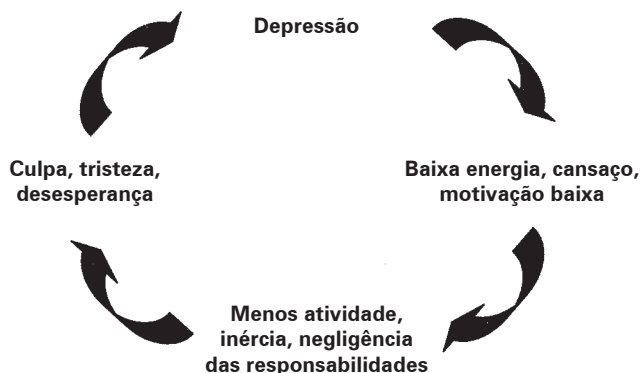 Depressão
Baixa energia, cansaço,
motivação baixa
Menos atividade,
inércia, negligência
das responsabilidades
Culpa, tristeza,
desesperança